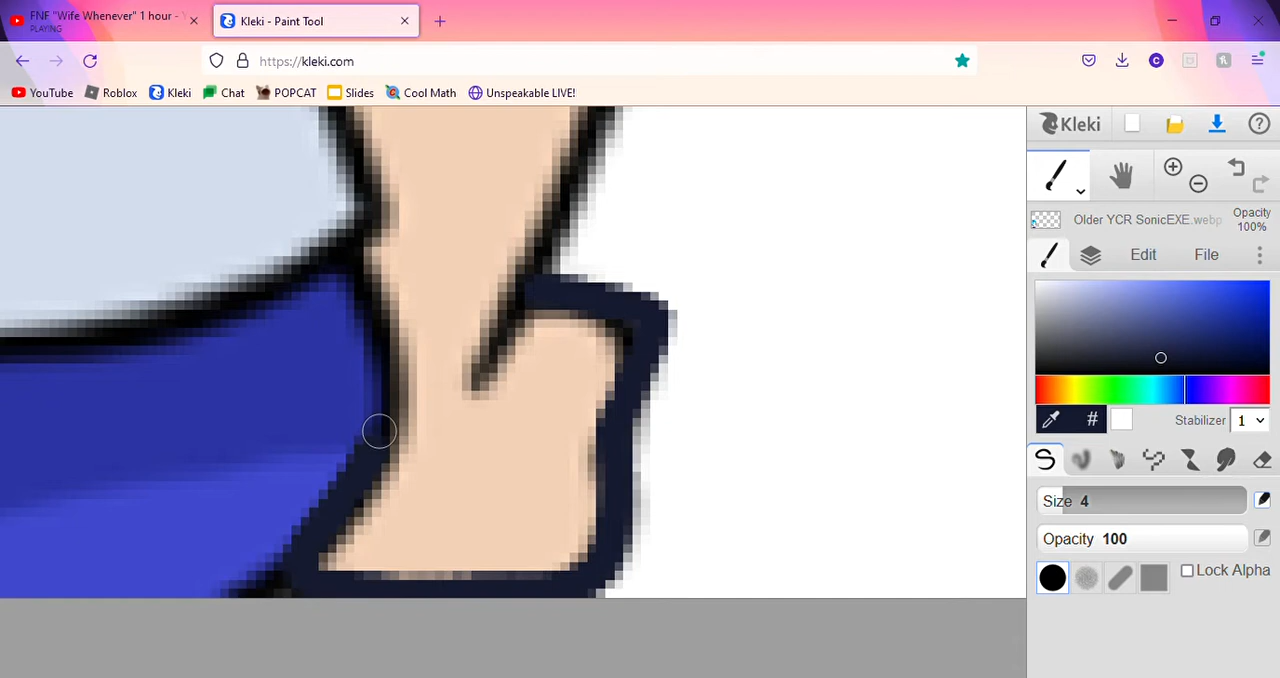 FNF "Wife Whenever" 1 hour -
PLAYING
Kleki - Paint Tool
https://kleki.com
YouTube Roblox Kleki Chat POPCAT Slides Cool Math Unspeakable LIVE!
Kleki
Older YCR SonicEXE.webp
Opacity
100%
Edit File
#
Stabilizer 1
Size 4
Opacity 100
Lock Alpha